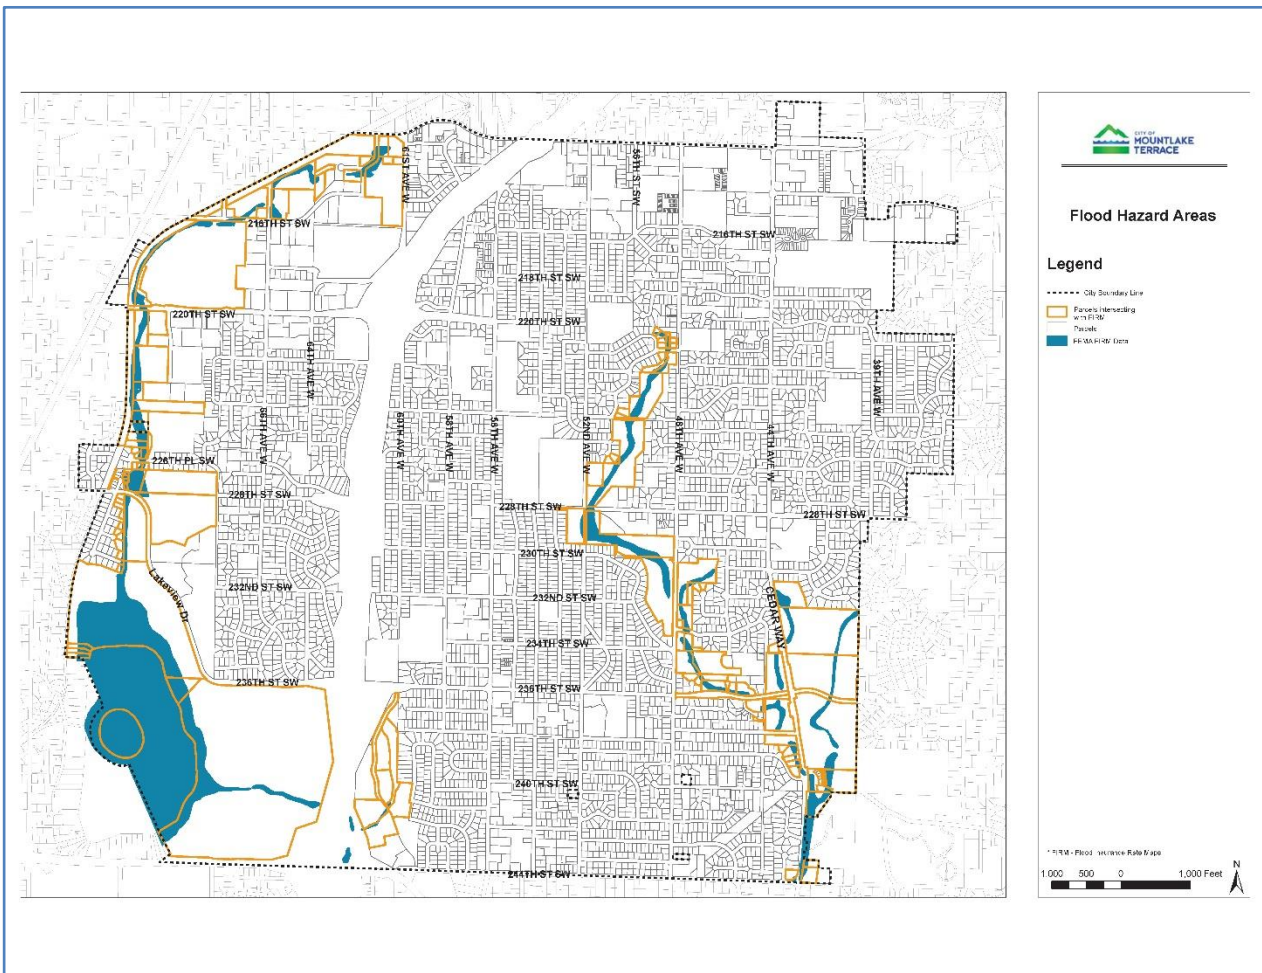 CITY OF
MOUNTLAKE
TERRACE
Flood Hazard Areas
Legend
City Boundary Line
Parcels Intersecting
with FIRM
Parcels
FEMA FIRM Data
* FIRM - Flood Insurance Rate Maps
1,000 500 0 1,000 Feet
N
61ST AVE W
56TH ST SW
216TH ST SW
216TH ST SW
218TH ST SW
220TH ST SW
220TH ST SW
64TH AVE W
39TH AVE W
66TH AVE W
60TH AVE W
58TH AVE W
56TH AVE W
52ND AVE W
48TH AVE W
44TH AVE W
226TH PL SW
228TH ST SW
228TH ST SW
228TH ST SW
230TH ST SW
Lakeview Dr
232ND ST SW
232ND ST SW
CEDAR WAY
234TH ST SW
236TH ST SW
236TH ST SW
240TH ST SW
244TH ST SW